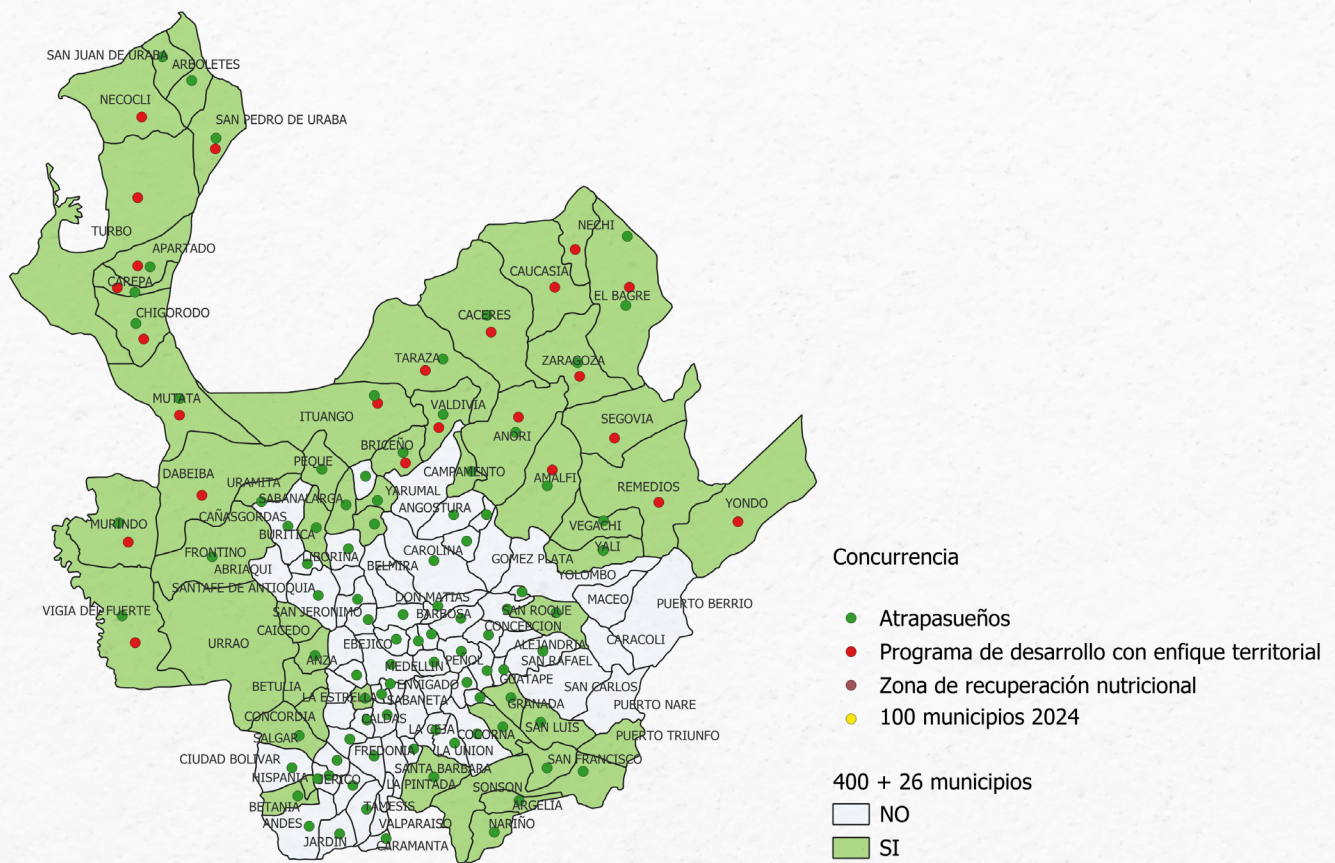 SAN JUAN DE URABA
ARBOLETES
NECOCLI
SAN PEDRO DE URABA
TURBO
NECHI
APARTADO
CAUCASIA
CAREPA
EL BAGRE
CHIGORODO
CACERES
TARAZA
ZARAGOZA
MUTATA
ITUANGO
VALDIVIA
SEGOVIA
ANORI
BRICEÑO
PEQUE
DABEIBA
CAMPAMENTO
AMALFI
URAMITA
REMEDIOS
YARUMAL
SABANALARGA
YONDO
ANGOSTURA
CAÑASGORDAS
MURINDO
VEGACHI
BURITICA
FRONTINO
LIBORINA
CAROLINA
YALI
GOMEZ PLATA
ABRIAQUI
BELMIRA
YOLOMBO
SANTAFE DE ANTIOQUIA
DON MATIAS
MACEO
PUERTO BERRIO
VIGIA DEL FUERTE
SAN JERONIMO
BARBOSA
SAN ROQUE
CONCEPCION
CAICEDO
CARACOLI
URRAO
EBEJICO
ALEJANDRIA
ANZA
MEDELLIN
PEÑOL
SAN RAFAEL
GUATAPE
BETULIA
ENVIGADO
SAN CARLOS
LA ESTRELLA
SABANETA
GRANADA
PUERTO NARE
CONCORDIA
CALDAS
SAN LUIS
LA CEJA
COCORNA
PUERTO TRIUNFO
SALGAR
CIUDAD BOLIVAR
FREDONIA
LA UNION
SAN FRANCISCO
HISPANIA
JERICO
SANTA BARBARA
LA PINTADA
SONSON
BETANIA
TAMESIS
ARGELIA
ANDES
VALPARAISO
NARIÑO
JARDIN
CARAMANTA
Concurrencia
Atrapasueños
Programa de desarrollo con enfique territorial
Zona de recuperación nutricional
100 municipios 2024
400 + 26 municipios
NO
SI